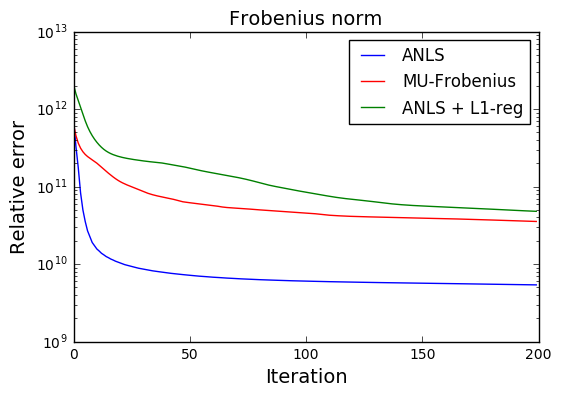 Frobenius norm
10^13
10^12
10^11
10^10
10^9
Relative error
ANLS
MU-Frobenius
ANLS + L1-reg
0
50
100
150
200
Iteration